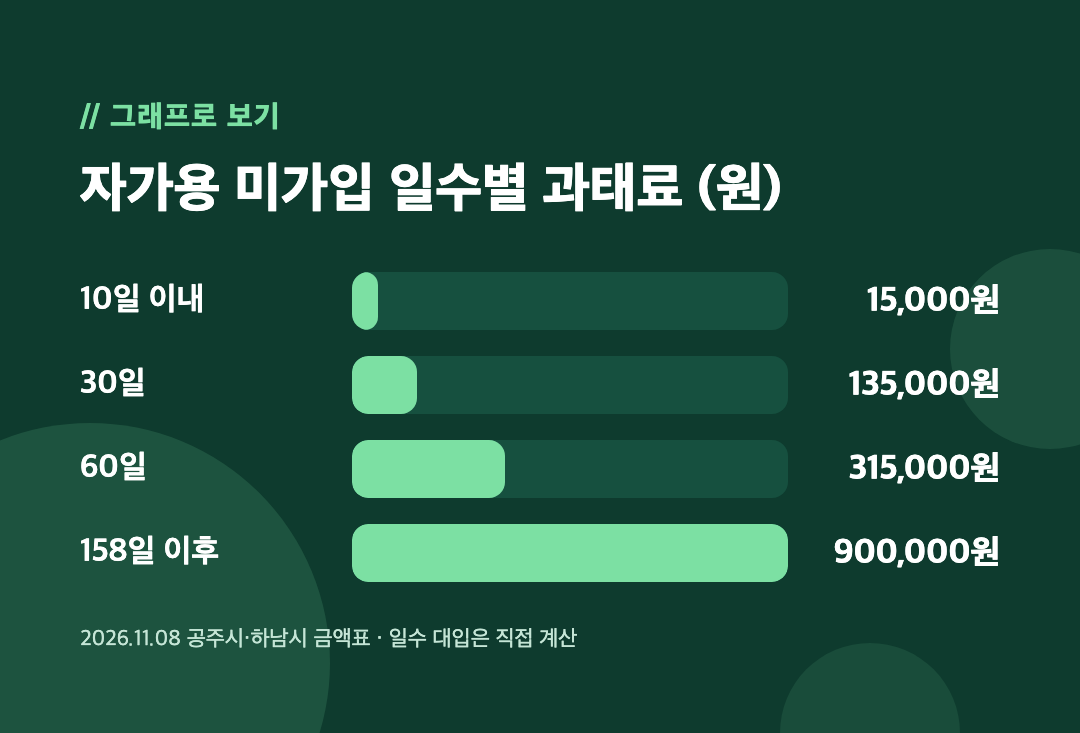 // 그래프로 보기
자가용 미가입 일수별 과태료 (원)
10일 이내 15,000원
30일 135,000원
60일 315,000원
158일 이후 900,000원
2026.11.08 공주시·하남시 금액표 · 일수 대입은 직접 계산